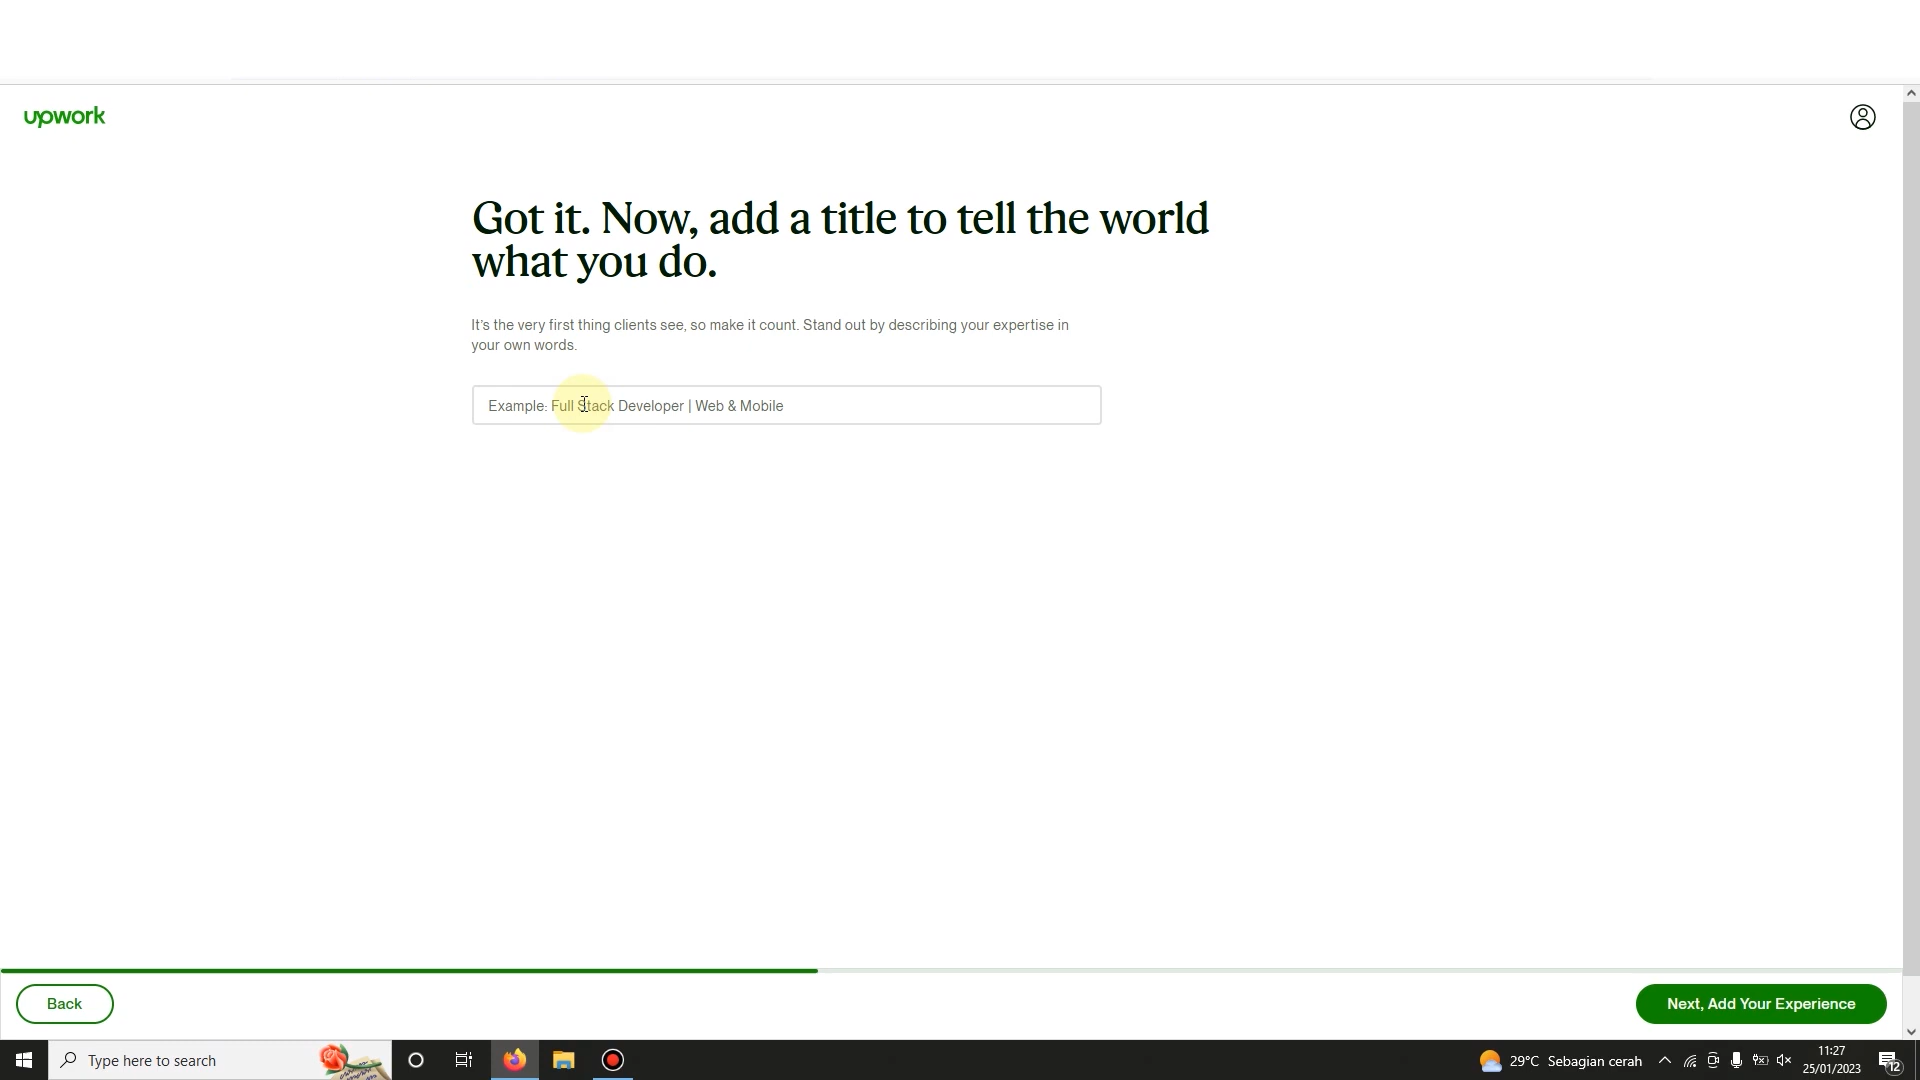 upwork
Got it. Now, add a title to tell the world
what you do.
It's the very first thing clients see, so make it count. Stand out by describing your expertise in
your own words.
Example: Full Stack Developer | Web & Mobile
Back
Next, Add Your Experience
Type here to search
29°C Sebagian cerah
11:27
25/01/2023
12